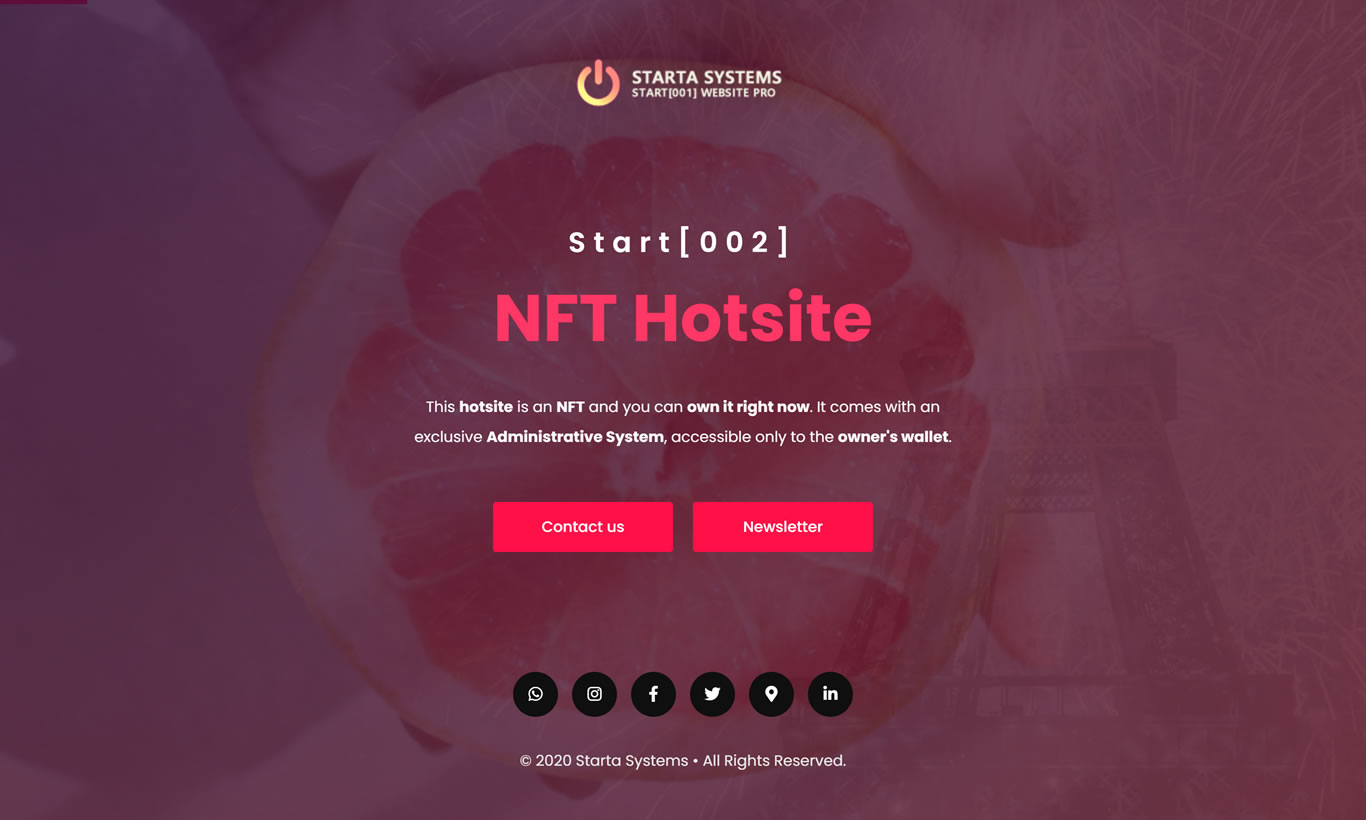 STARTA SYSTEMS
START[001] WEBSITE PRO
Start[002]
NFT Hotsite
This hotsite is an NFT and you can own it right now. It comes with an
exclusive Administrative System, accessible only to the owner's wallet.
Contact us
Newsletter
© 2020 Starta Systems • All Rights Reserved.